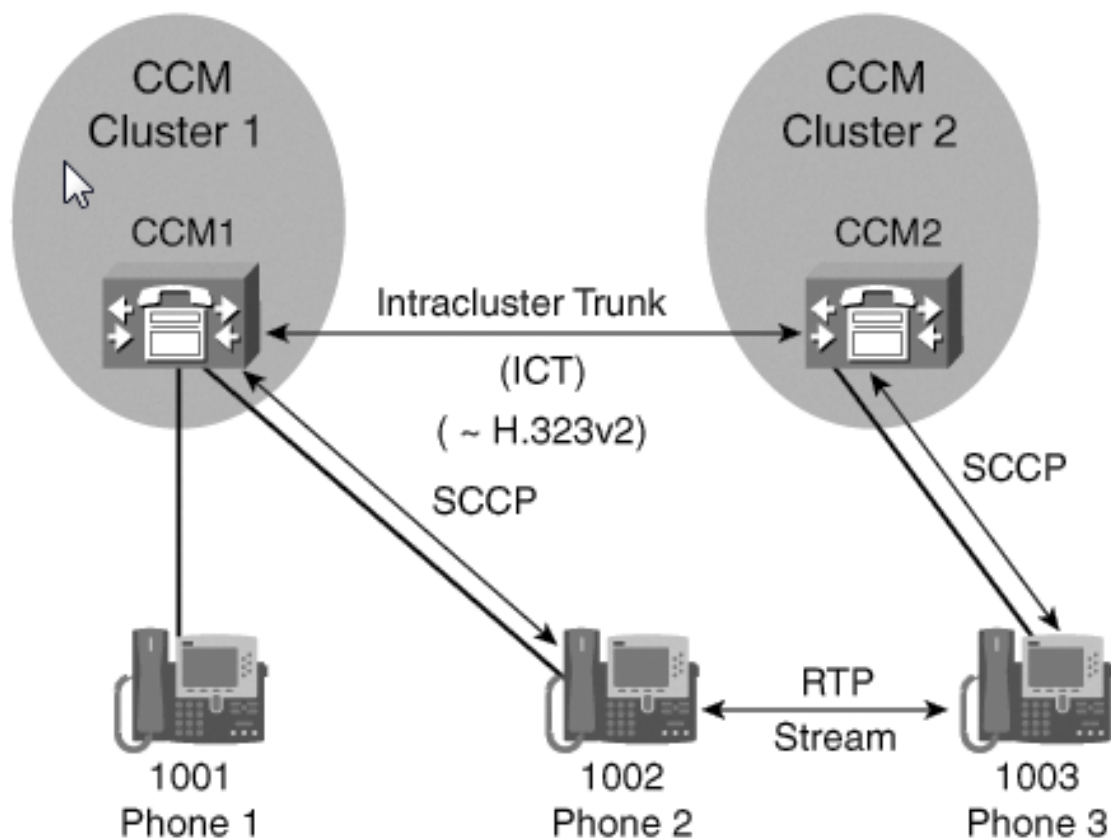 CCM
Cluster 1
CCM
Cluster 2
CCM1
CCM2
Intracluster Trunk
(ICT)
( ~ H.323v2)
SCCP
SCCP
RTP
Stream
1001
Phone 1
1002
Phone 2
1003
Phone 3